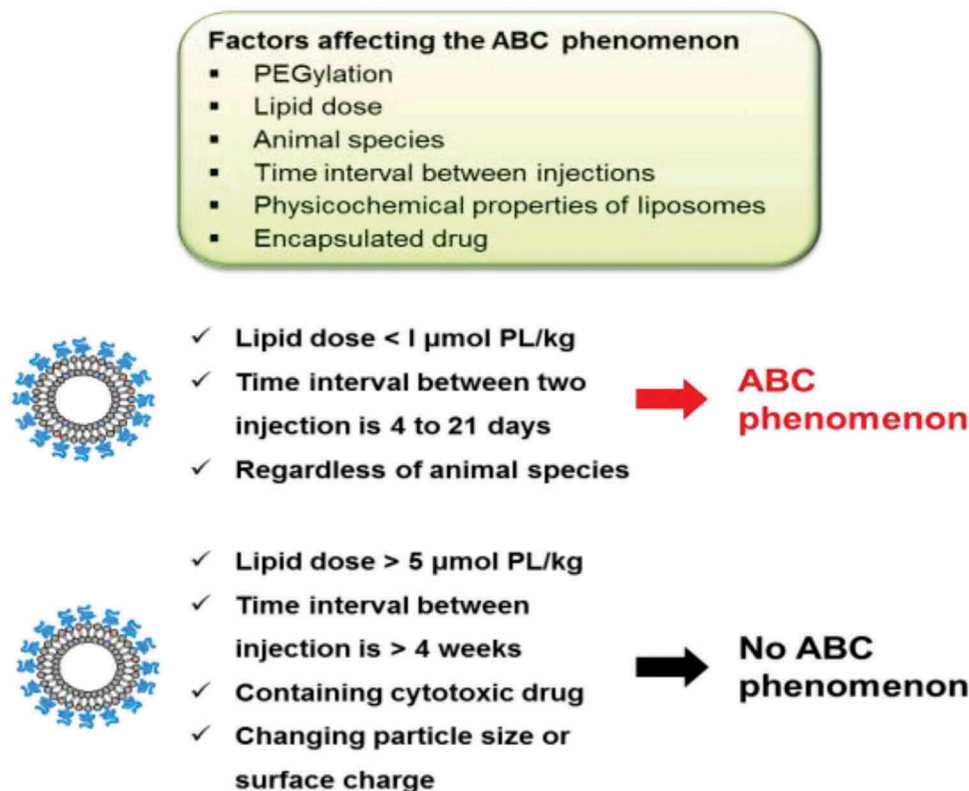 Factors affecting the ABC phenomenon
▪ PEGylation
▪ Lipid dose
▪ Animal species
▪ Time interval between injections
▪ Physicochemical properties of liposomes
▪ Encapsulated drug
✓ Lipid dose < l µmol PL/kg
✓ Time interval between two
injection is 4 to 21 days
✓ Regardless of animal species
ABC
phenomenon
✓ Lipid dose > 5 µmol PL/kg
✓ Time interval between
injection is > 4 weeks
✓ Containing cytotoxic drug
✓ Changing particle size or
surface charge
No ABC
phenomenon